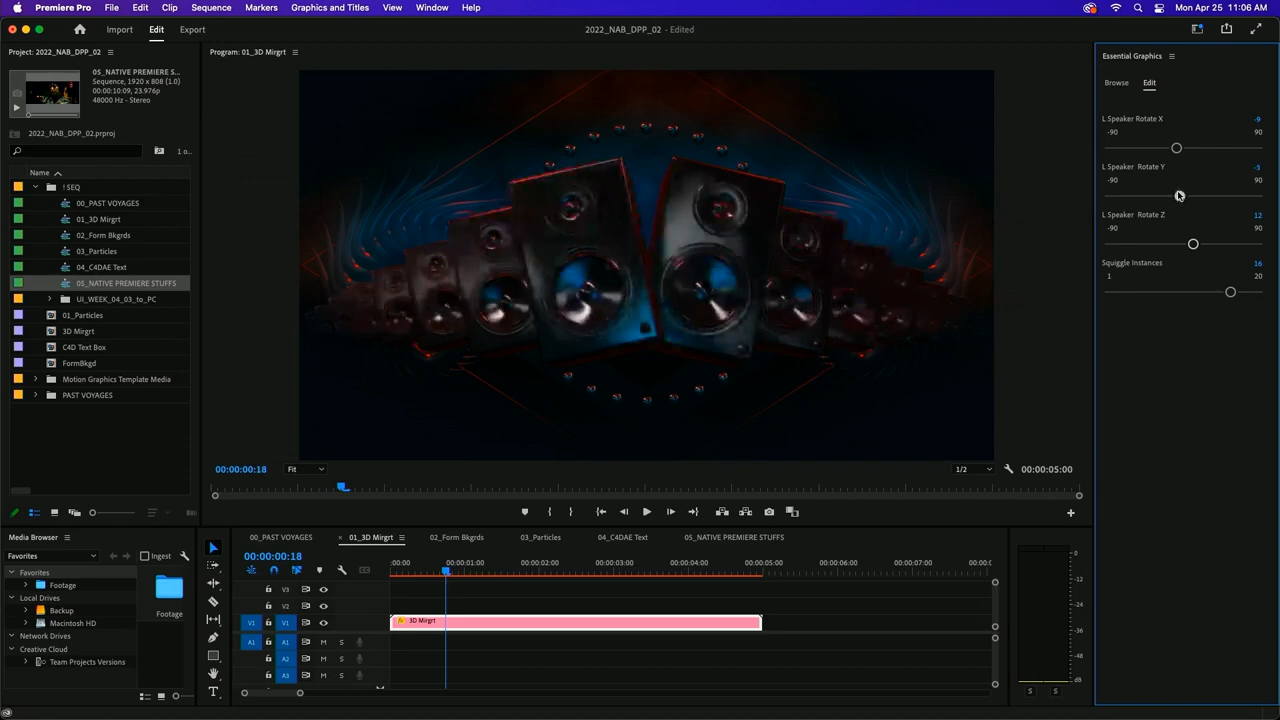 Premiere Pro File Edit Clip Sequence Markers Graphics and Titles View Window Help Mon Apr 25 11:06 AM
Import Edit Export 2022_NAB_DPP_02 - Edited
Project: 2022_NAB_DPP_02
05_NATIVE PREMIERE S...
Sequence, 1920 x 808 (1.0)
00:00:10:09, 23.976p
48000 Hz - Stereo
2022_NAB_DPP_02.prproj
1 o...
Name
! SEQ
00_PAST VOYAGES
01_3D Mirgrt
02_Form Bkgrds
03_Particles
04_C4DAE Text
05_NATIVE PREMIERE STUFFS
UI_WEEK_04_03_to_PC
01_Particles
3D Mirgrt
C4D Text Box
FormBkgd
Motion Graphics Template Media
PAST VOYAGES
Program: 01_3D Mirgrt
00:00:00:18 Fit 1/2 00:00:05:00
Essential Graphics
Browse Edit
L Speaker Rotate X -9
-90 90
L Speaker Rotate Y -5
-90 90
L Speaker Rotate Z 12
-90 90
Squiggle Instances 16
1 20
Media Browser
Favorites Ingest
Favorites
Footage
Local Drives
Backup
Macintosh HD
Network Drives
Creative Cloud
Team Projects Versions
Footage
00_PAST VOYAGES × 01_3D Mirgrt 02_Form Bkgrds 03_Particles 04_C4DAE Text 05_NATIVE PREMIERE STUFFS
00:00:00:18
:00:00 00:00:01:00 00:00:02:00 00:00:03:00 00:00:04:00 00:00:05:00 00:00:06:00 00:00:07:00 00:00:0
V3
V2
V1 V1 fx 3D Mirgrt
A1 A1 M S
A2 M S
A3 M S
T
0
-12
-24
-36
-48
dB
S S